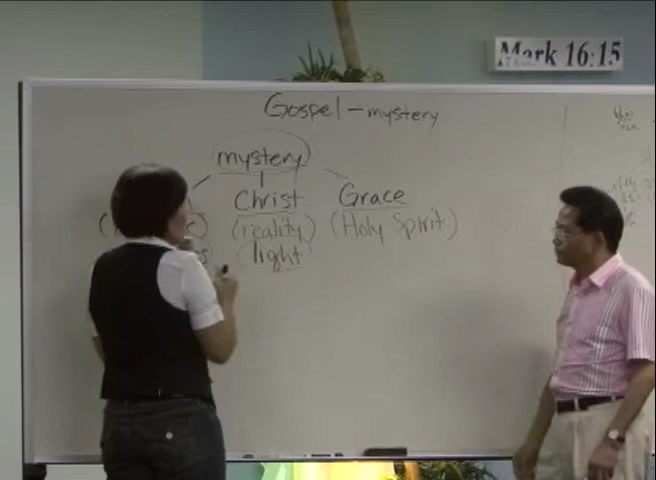 Mark 16:15
Gospel - mystery
mystery
Christ Grace
(reality) (Holy Spirit)
light